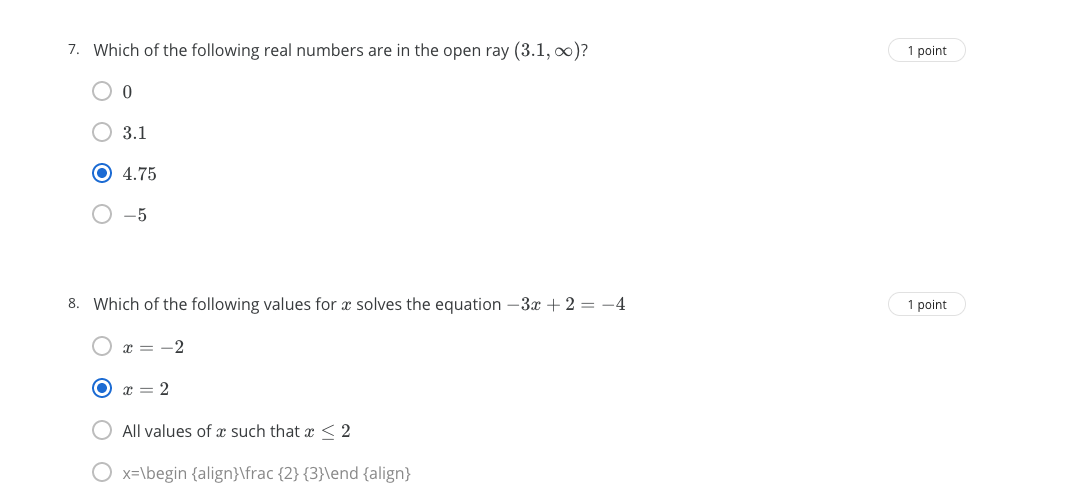 7. Which of the following real numbers are in the open ray (3.1, ∞)?
1 point
0
3.1
4.75
−5
8. Which of the following values for x solves the equation −3x + 2 = −4
1 point
x = −2
x = 2
All values of x such that x ≤ 2
x=\begin {align}\frac {2} {3}\end {align}